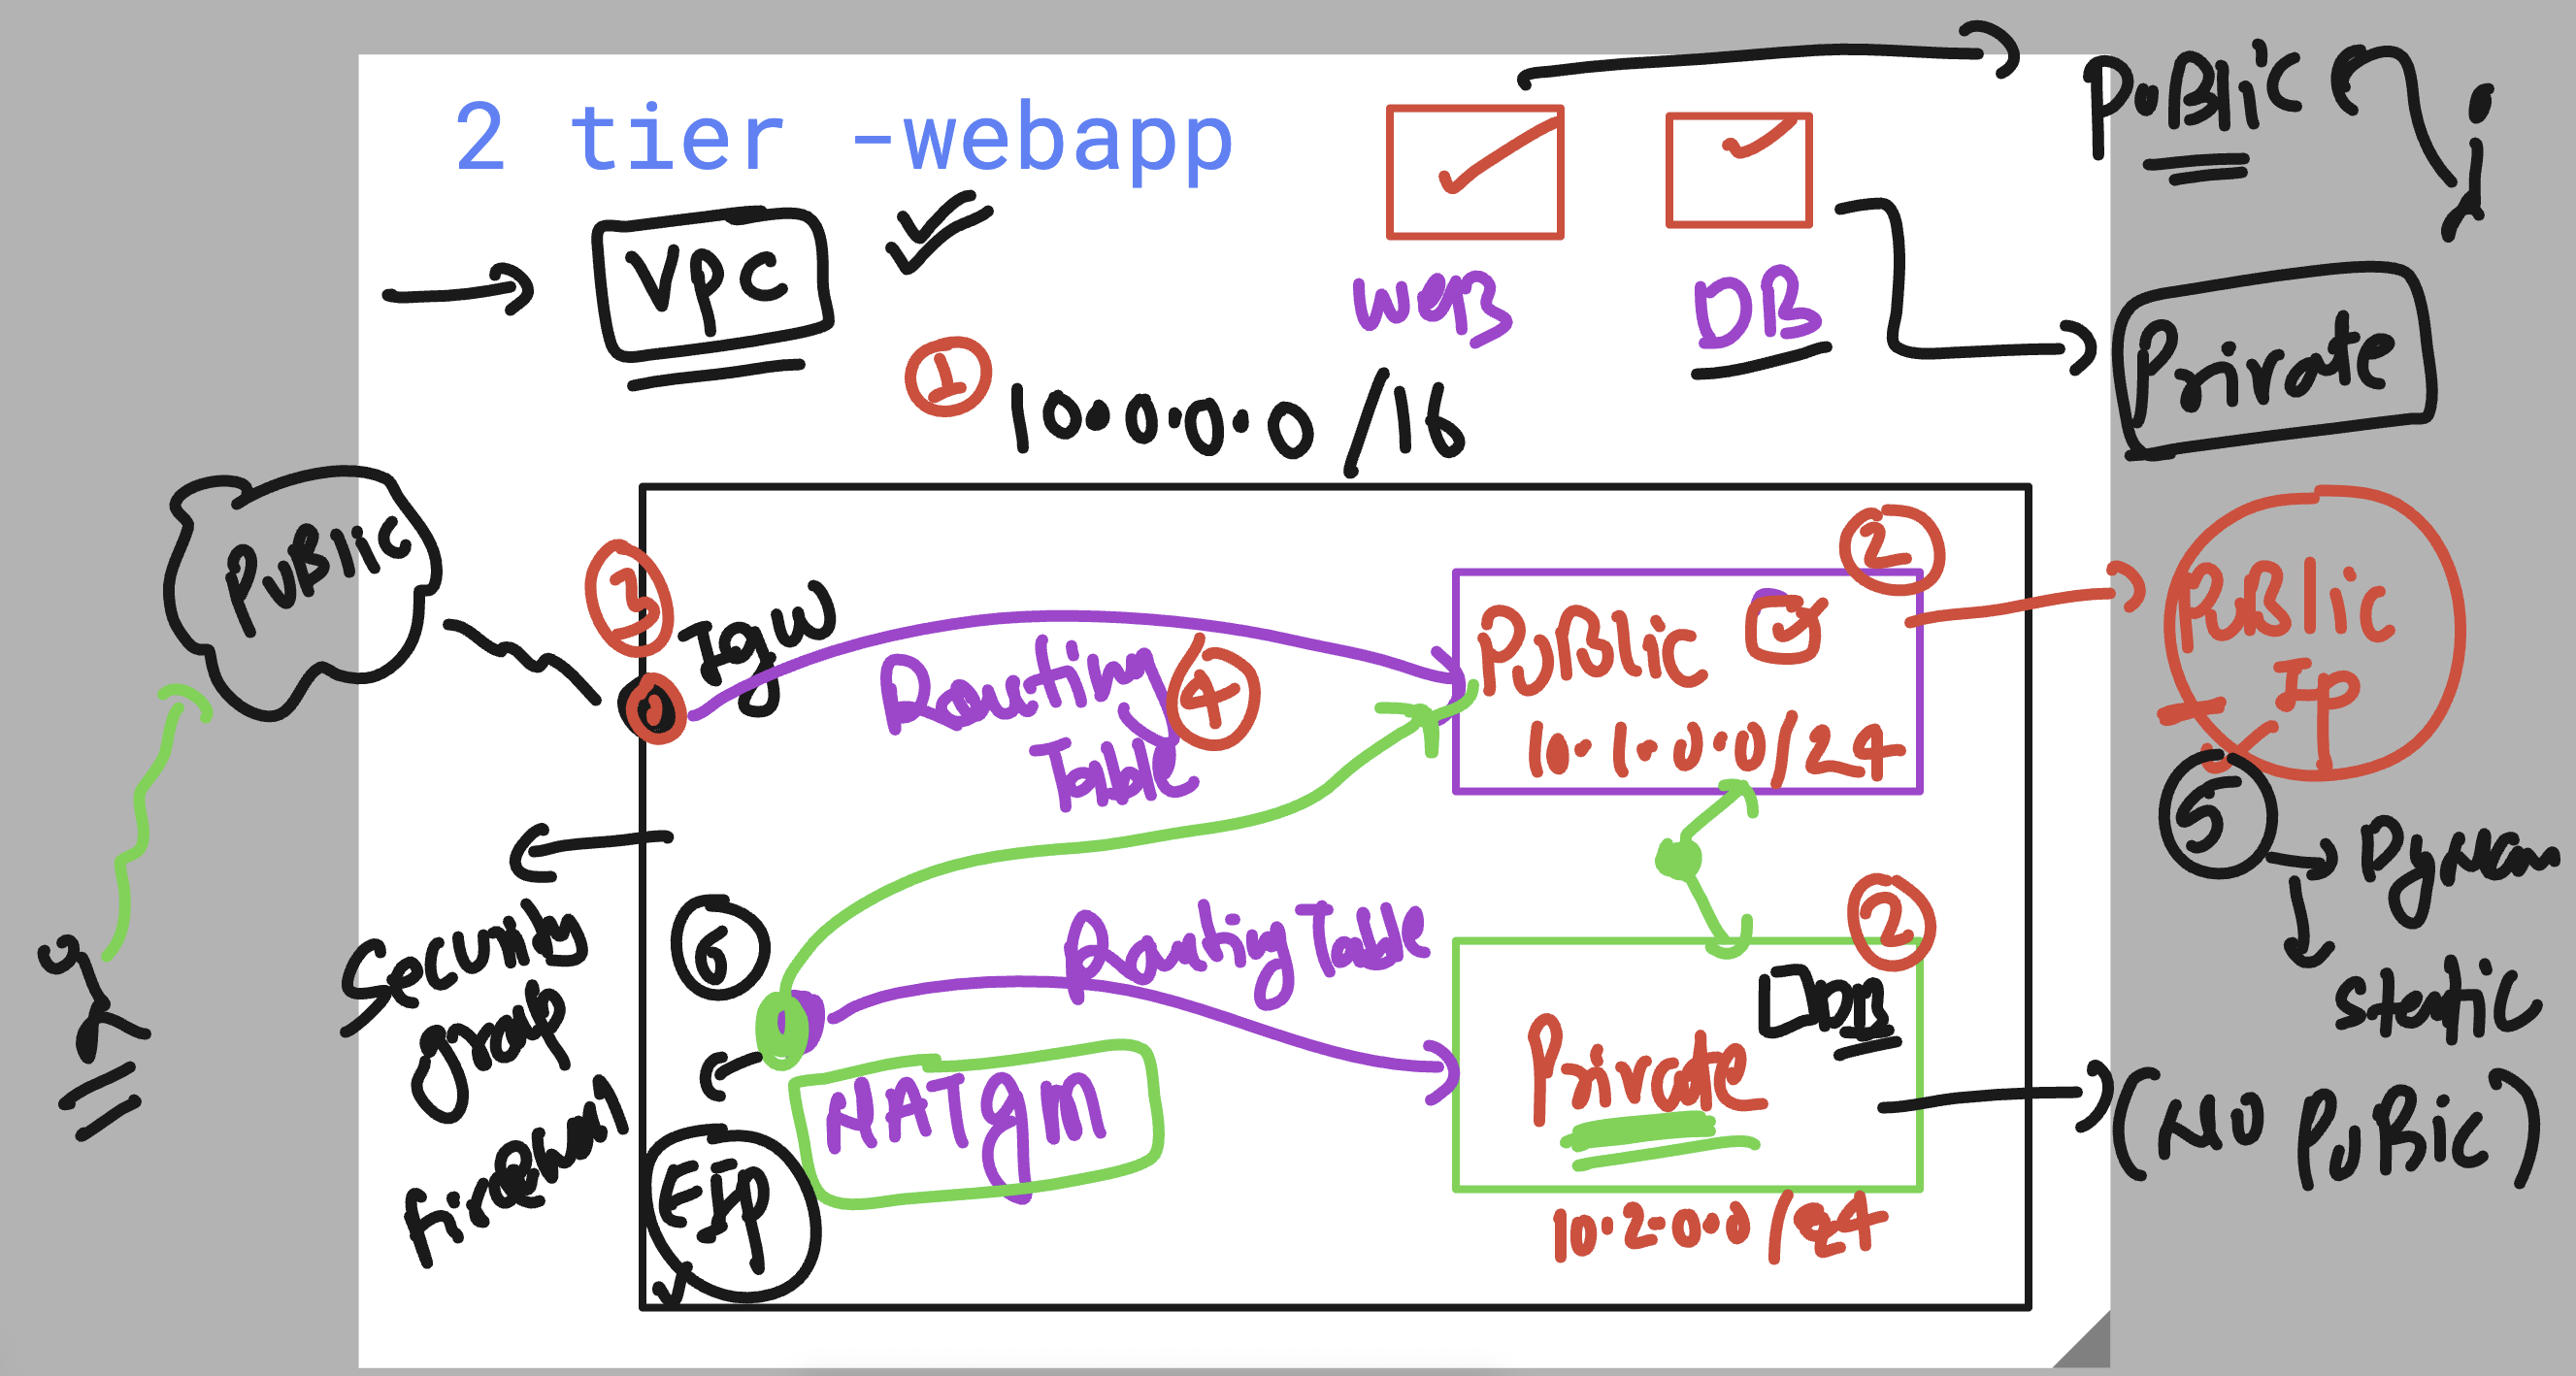 2 tier -webapp
VPC
WEB
DB
PUBLIC
Private
1
10.0.0.0/16
PUBLIC
3
Igw
Routing
Table
4
PUBLIC
2
10.1.0.0/24
PUBLIC
Ip
5
Dynam
static
Security
group
firewall
6
Routing Table
NATgm
EIp
2
DB
Private
10.2.0.0/24
(NO PUBic)